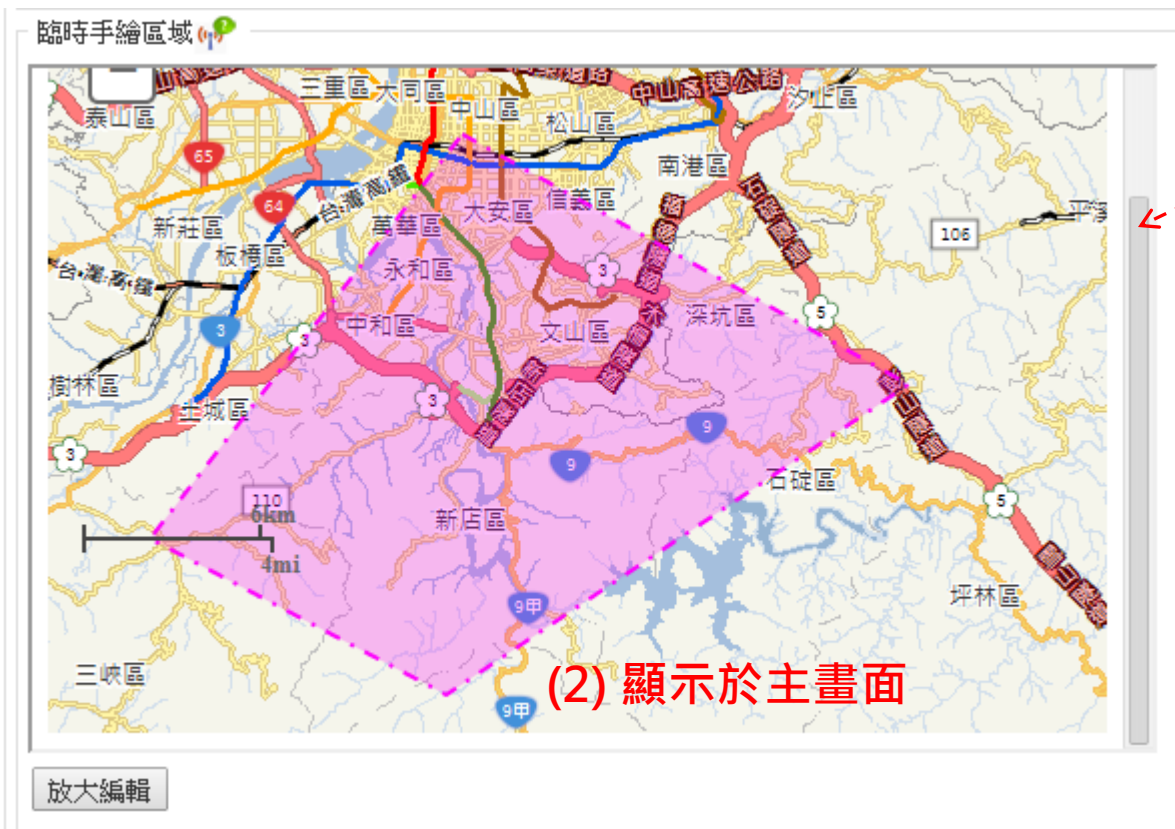 臨時手繪區域
三重區
大同區
中山區
中山高速公路
汐止區
泰山區
松山區
65
南港區
64
台灣高鐵
新莊區
萬華區
大安區
信義區
平溪
106
板橋區
台灣高鐵
永和區
3
3
中和區
3
文山區
深坑區
5
樹林區
3
土城區
9
3
9
石碇區
110
6km
新店區
5
4mi
9甲
坪林區
三峽區
(2) 顯示於主畫面
9甲
放大編輯